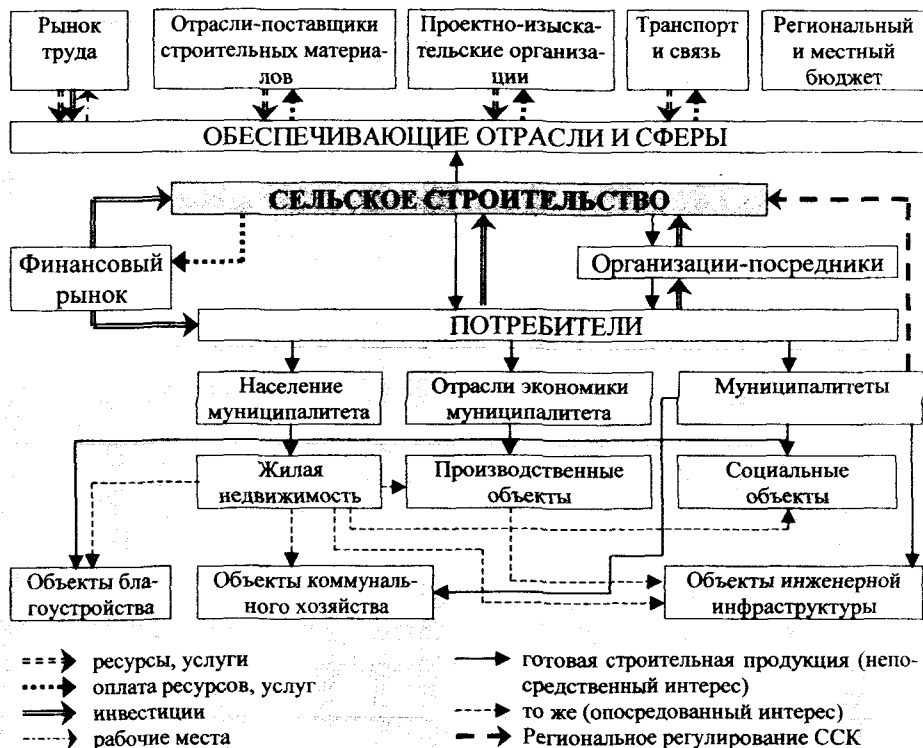 Рынок
труда
Отрасли-поставщики
строительных материа-
лов
Проектно-изыска-
тельские организа-
ции
Транспорт
и связь
Региональный
и местный
бюджет
ОБЕСПЕЧИВАЮЩИЕ ОТРАСЛИ И СФЕРЫ
СЕЛЬСКОЕ СТРОИТЕЛЬСТВО
Финансовый
рынок
Организации-посредники
ПОТРЕБИТЕЛИ
Население
муниципалитета
Отрасли экономики
муниципалитета
Муниципалитеты
Жилая
недвижимость
Производственные
объекты
Социальные
объекты
Объекты бла-
гоустройства
Объекты коммуналь-
ного хозяйства
Объекты инженерной
инфраструктуры
ресурсы, услуги
оплата ресурсов, услуг
инвестиции
рабочие места
готовая строительная продукция (непо-
средственный интерес)
то же (опосредованный интерес)
Региональное регулирование ССК